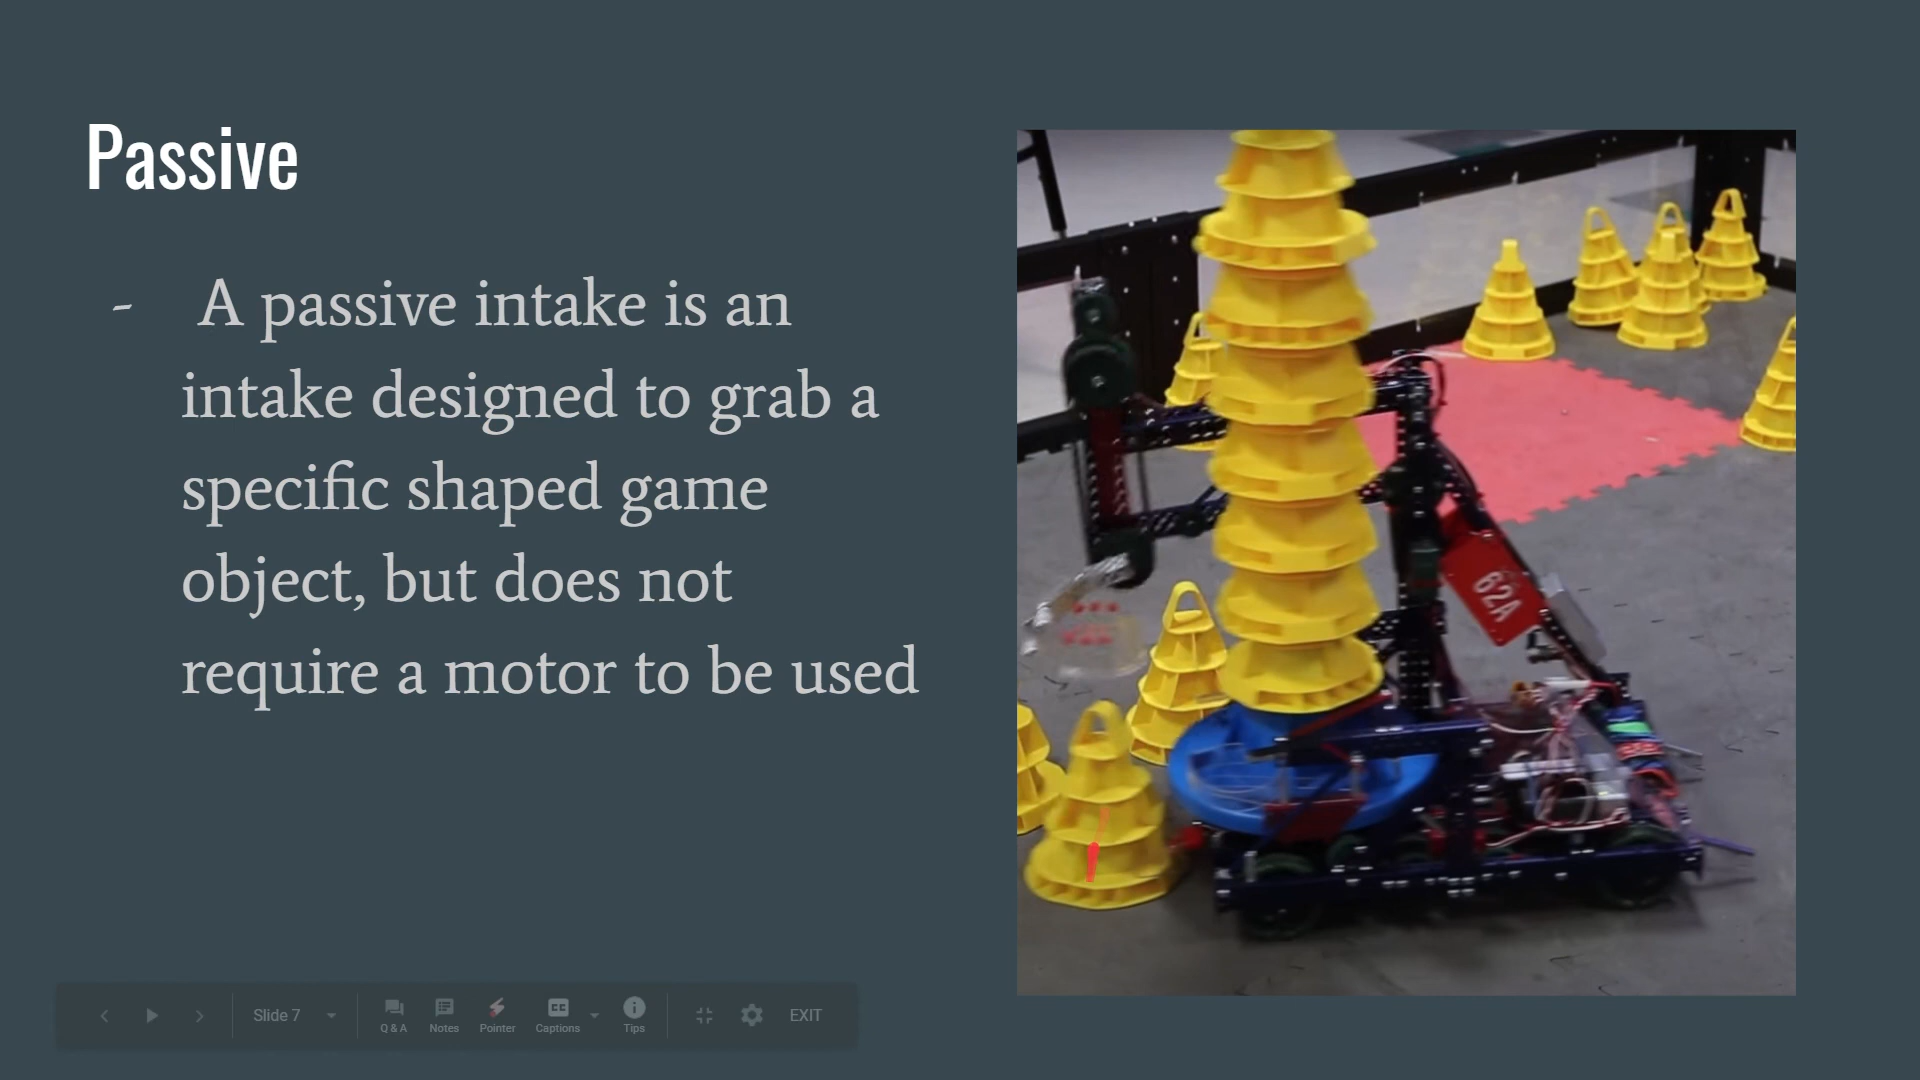 Passive
- A passive intake is an
intake designed to grab a
specific shaped game
object, but does not
require a motor to be used
62A
Slide 7
Q & A
Notes
Pointer
CC
Captions
Tips
EXIT